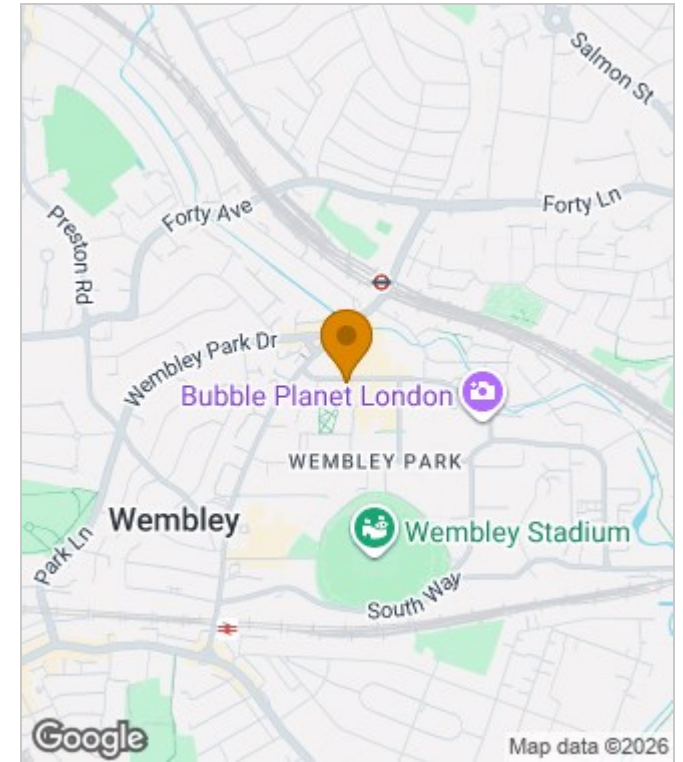 Salmon St
Forty Ln
Forty Ave
Preston Rd
Wembley Park Dr
Bubble Planet London
WEMBLEY PARK
Wembley
Wembley Stadium
Park Ln
South Way
Google
Map data ©2026